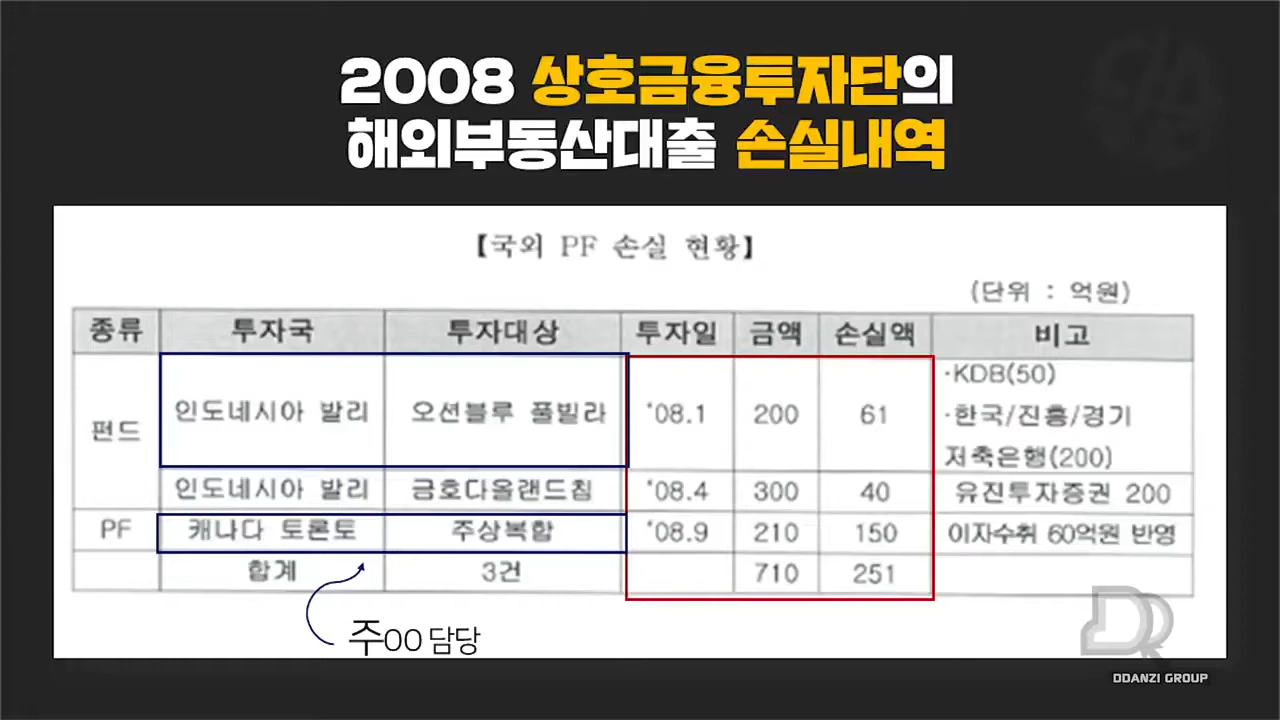 2008 상호금융투자단의
해외부동산대출 손실내역
【국외 PF 손실 현황】
(단위 : 억원)
종류 투자국 투자대상 투자일 금액 손실액 비고
펀드 인도네시아 발리 오션블루 풀빌라 '08.1 200 61 ·KDB(50)
·한국/진흥/경기
저축은행(200)
인도네시아 발리 금호다올랜드침 '08.4 300 40 유진투자증권 200
PF 캐나다 토론토 주상복합 '08.9 210 150 이자수취 60억원 반영
합계 3건 710 251
주OO 담당
DDANZI GROUP